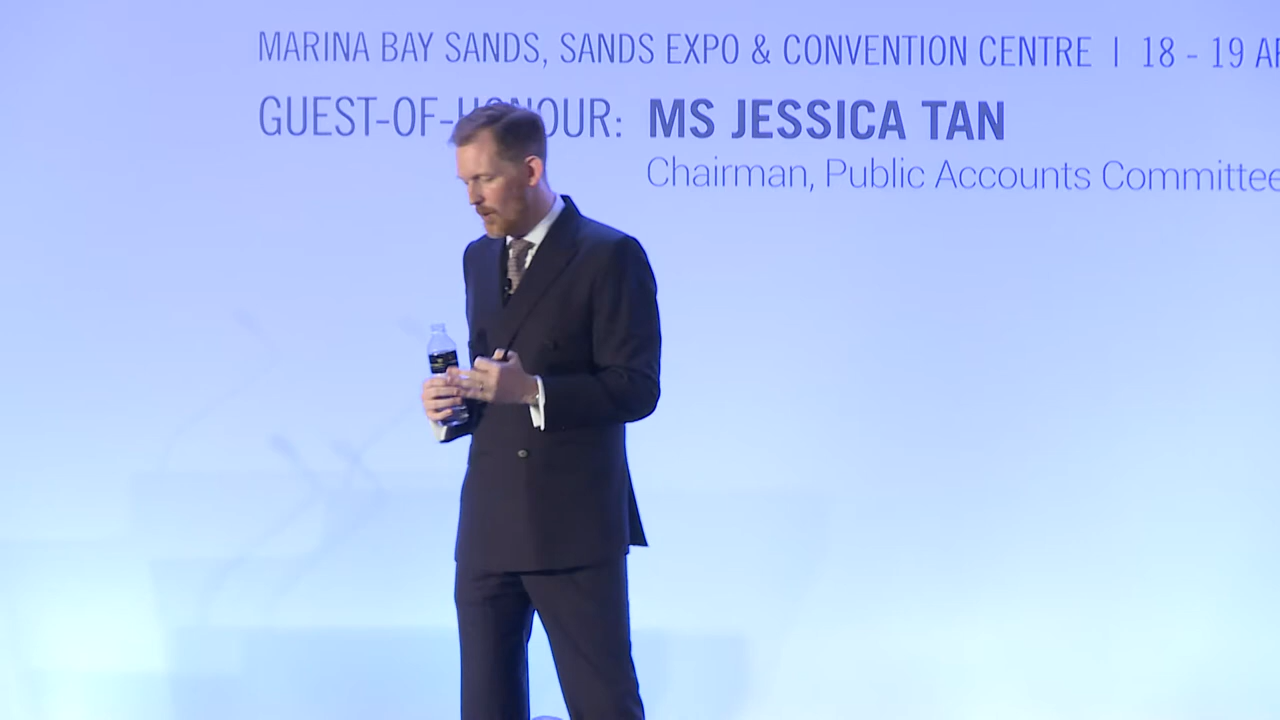 MARINA BAY SANDS, SANDS EXPO & CONVENTION CENTRE | 18 - 19
GUEST-OF-HONOUR: MS JESSICA TAN
Chairman, Public Accounts Committee